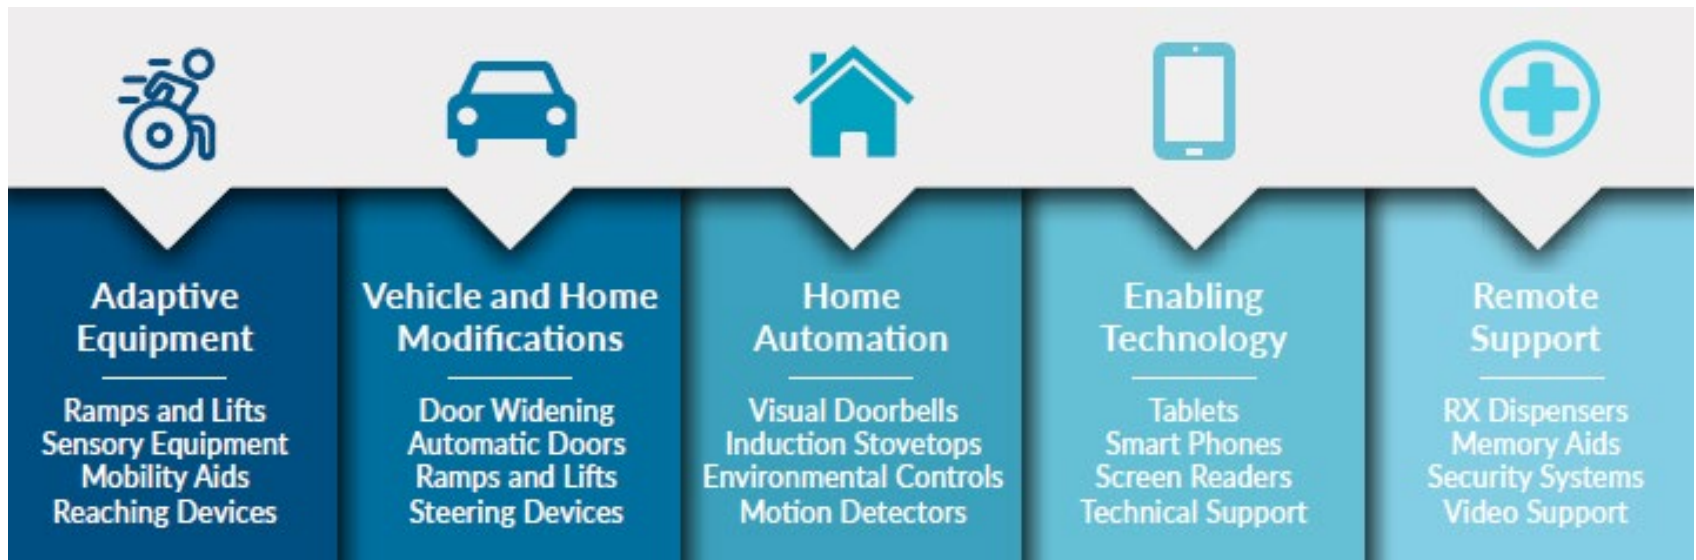 Adaptive
Equipment
Ramps and Lifts
Sensory Equipment
Mobility Aids
Reaching Devices
Vehicle and Home
Modifications
Door Widening
Automatic Doors
Ramps and Lifts
Steering Devices
Home
Automation
Visual Doorbells
Induction Stovetops
Environmental Controls
Motion Detectors
Enabling
Technology
Tablets
Smart Phones
Screen Readers
Technical Support
Remote
Support
RX Dispensers
Memory Aids
Security Systems
Video Support